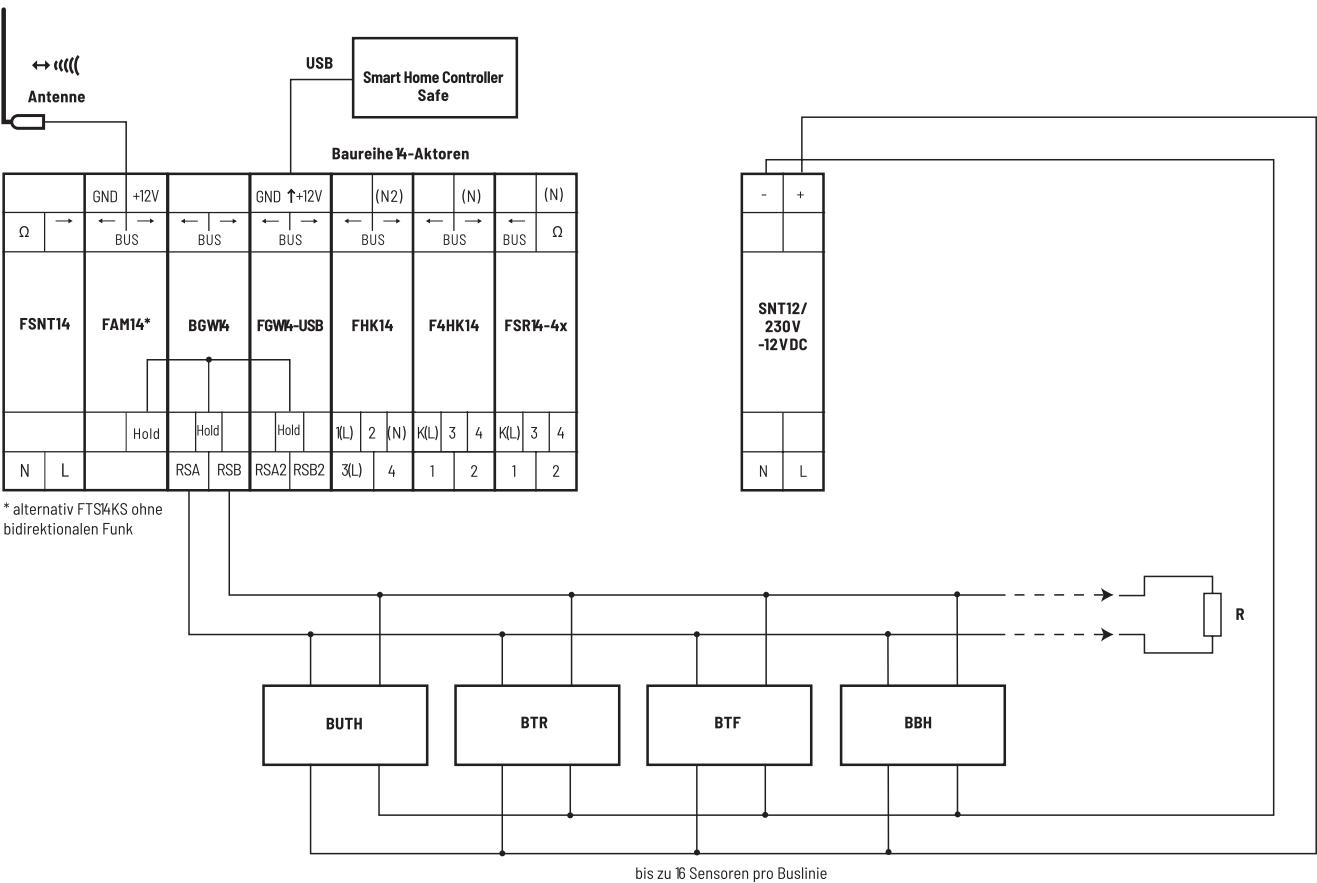 USB
Smart Home Controller
Safe
Antenne
Baureihe 14-Aktoren
GND +12V GND +12V (N2) (N) (N) - +
Ω BUS BUS BUS BUS BUS BUS Ω
FSNT14 FAM14* BGW14 FGW14-USB FHK14 F4HK14 FSR14-4x
SNT12/
230V
-12VDC
Hold Hold Hold 1(L) 2 (N) K(L) 3 4 K(L) 3 4
N L RSA RSB RSA2 RSB2 3(L) 4 1 2 1 2 N L
* alternativ FTS14KS ohne
bidirektionalen Funk
R
BUTH BTR BTF BBH
bis zu 16 Sensoren pro Buslinie